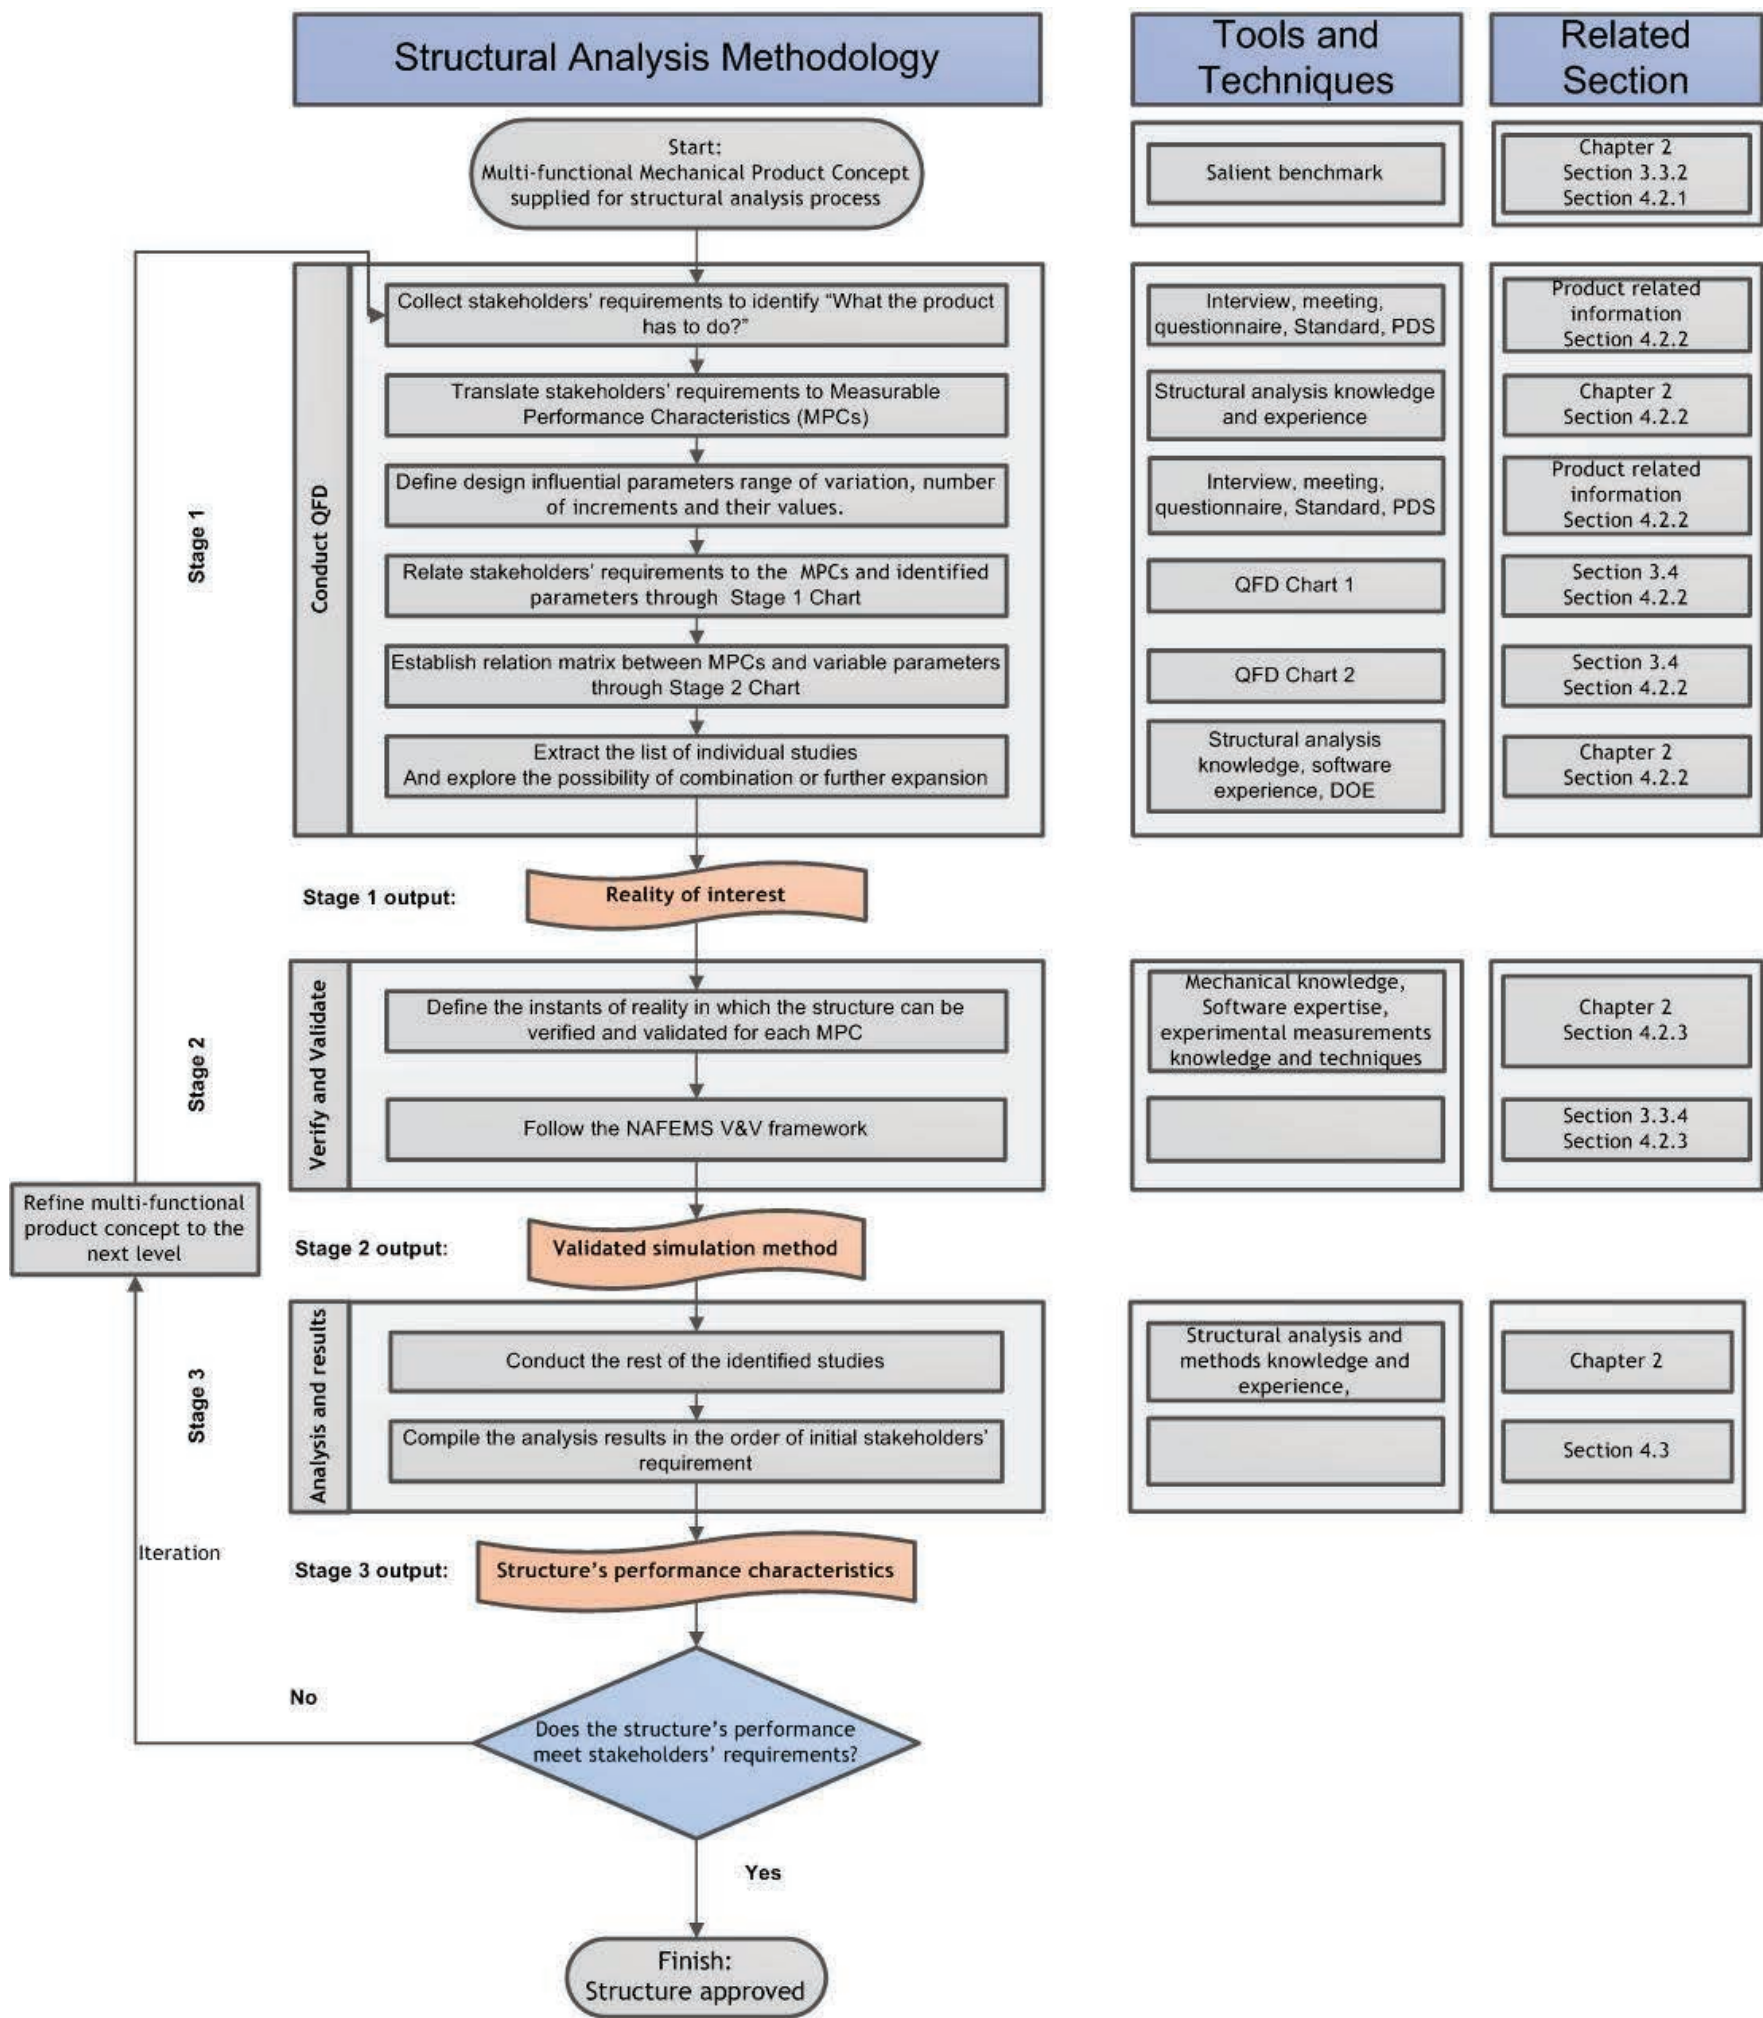 Structural Analysis Methodology
Tools and
Techniques
Related
Section
Start:
Multi-functional Mechanical Product Concept
supplied for structural analysis process
Salient benchmark
Chapter 2
Section 3.3.2
Section 4.2.1
Stage 1
Conduct QFD
Collect stakeholders’ requirements to identify “What the product
has to do?”
Interview, meeting,
questionnaire, Standard, PDS
Product related
information
Section 4.2.2
Translate stakeholders’ requirements to Measurable
Performance Characteristics (MPCs)
Structural analysis knowledge
and experience
Chapter 2
Section 4.2.2
Define design influential parameters range of variation, number
of increments and their values.
Interview, meeting,
questionnaire, Standard, PDS
Product related
information
Section 4.2.2
Relate stakeholders’ requirements to the MPCs and identified
parameters through Stage 1 Chart
QFD Chart 1
Section 3.4
Section 4.2.2
Establish relation matrix between MPCs and variable parameters
through Stage 2 Chart
QFD Chart 2
Section 3.4
Section 4.2.2
Extract the list of individual studies
And explore the possibility of combination or further expansion
Structural analysis
knowledge, software
experience, DOE
Chapter 2
Section 4.2.2
Stage 1 output:
Reality of interest
Stage 2
Verify and Validate
Define the instants of reality in which the structure can be
verified and validated for each MPC
Mechanical knowledge,
Software expertise,
experimental measurements
knowledge and techniques
Chapter 2
Section 4.2.3
Follow the NAFEMS V&V framework
Section 3.3.4
Section 4.2.3
Refine multi-functional
product concept to the
next level
Stage 2 output:
Validated simulation method
Stage 3
Analysis and results
Conduct the rest of the identified studies
Structural analysis and
methods knowledge and
experience,
Chapter 2
Compile the analysis results in the order of initial stakeholders’
requirement
Section 4.3
Iteration
Stage 3 output:
Structure’s performance characteristics
No
Does the structure’s performance
meet stakeholders’ requirements?
Yes
Finish:
Structure approved